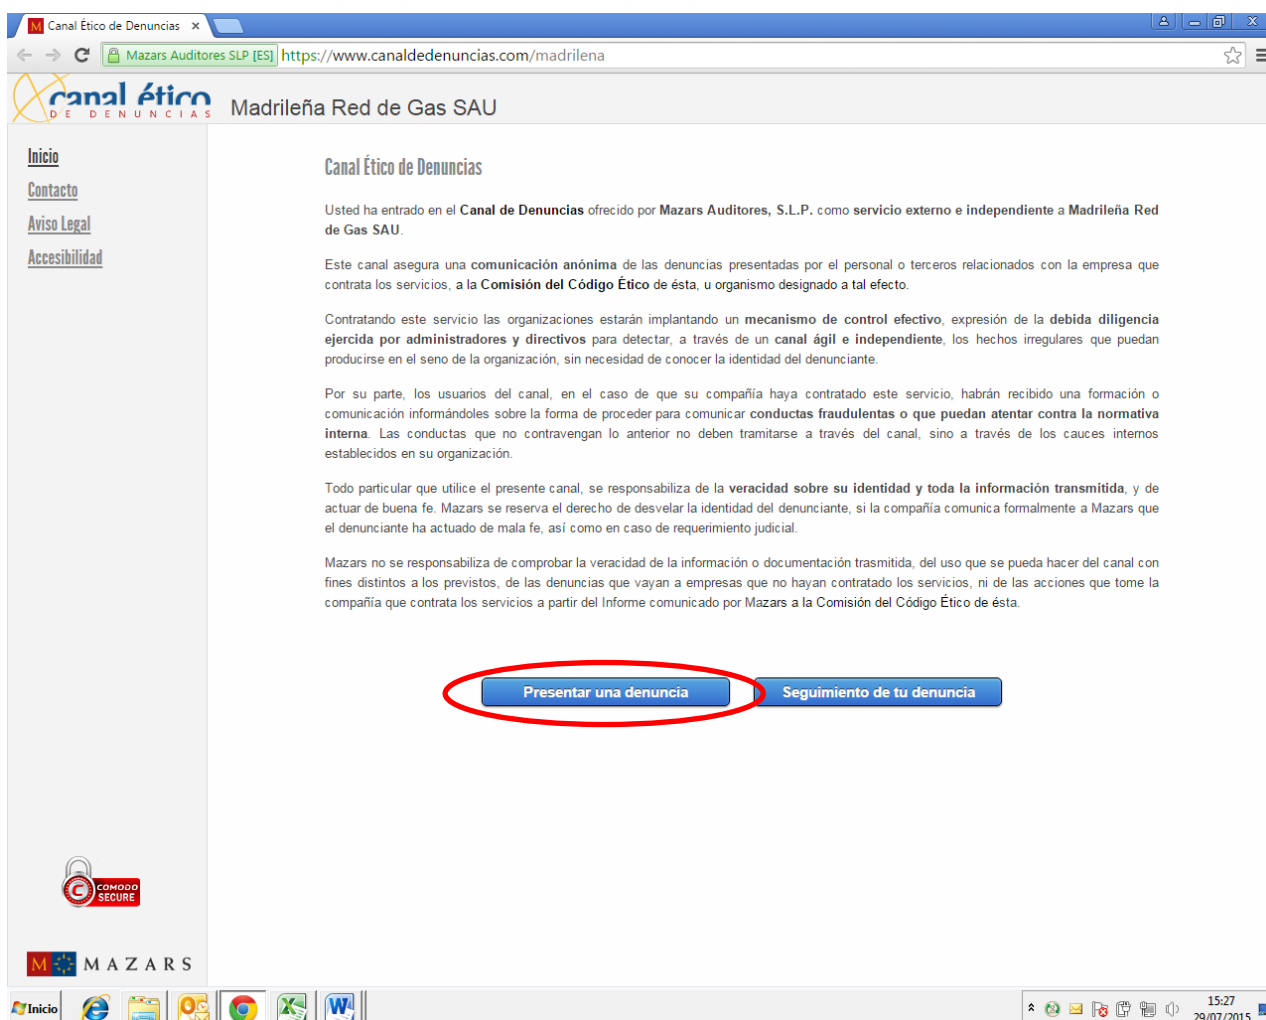 Canal Ético de Denuncias
Mazars Auditores SLP [ES] https://www.canaldedenuncias.com/madrilena
canal ético
DE DENUNCIAS
Madrileña Red de Gas SAU
Inicio
Contacto
Aviso Legal
Accesibilidad
Canal Ético de Denuncias
Usted ha entrado en el Canal de Denuncias ofrecido por Mazars Auditores, S.L.P. como servicio externo e independiente a Madrileña Red
de Gas SAU.
Este canal asegura una comunicación anónima de las denuncias presentadas por el personal o terceros relacionados con la empresa que
contrata los servicios, a la Comisión del Código Ético de ésta, u organismo designado a tal efecto.
Contratando este servicio las organizaciones estarán implantando un mecanismo de control efectivo, expresión de la debida diligencia
ejercida por administradores y directivos para detectar, a través de un canal ágil e independiente, los hechos irregulares que puedan
producirse en el seno de la organización, sin necesidad de conocer la identidad del denunciante.
Por su parte, los usuarios del canal, en el caso de que su compañía haya contratado este servicio, habrán recibido una formación o
comunicación informándoles sobre la forma de proceder para comunicar conductas fraudulentas o que puedan atentar contra la normativa
interna. Las conductas que no contravengan lo anterior no deben tramitarse a través del canal, sino a través de los cauces internos
establecidos en su organización.
Todo particular que utilice el presente canal, se responsabiliza de la veracidad sobre su identidad y toda la información transmitida, y de
actuar de buena fe. Mazars se reserva el derecho de desvelar la identidad del denunciante, si la compañía comunica formalmente a Mazars que
el denunciante ha actuado de mala fe, así como en caso de requerimiento judicial.
Mazars no se responsabiliza de comprobar la veracidad de la información o documentación trasmitida, del uso que se pueda hacer del canal con
fines distintos a los previstos, de las denuncias que vayan a empresas que no hayan contratado los servicios, ni de las acciones que tome la
compañía que contrata los servicios a partir del Informe comunicado por Mazars a la Comisión del Código Ético de ésta.
Presentar una denuncia
Seguimiento de tu denuncia
COMODO
SECURE
MAZARS
Inicio
15:27
29/07/2015